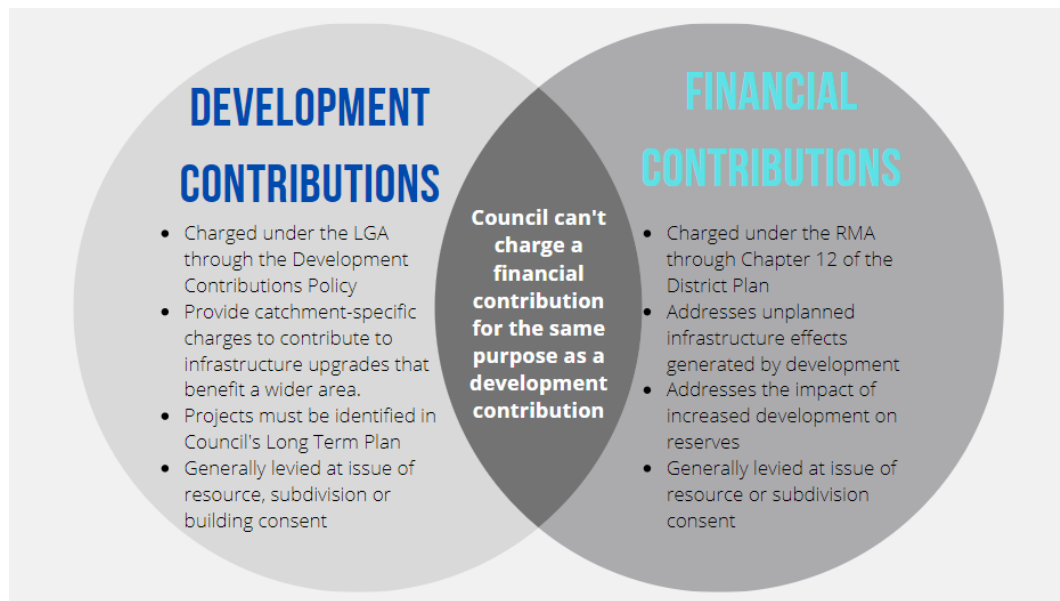 DEVELOPMENT
CONTRIBUTIONS
• Charged under the LGA
through the Development
Contributions Policy
• Provide catchment-specific
charges to contribute to
infrastructure upgrades that
benefit a wider area.
• Projects must be identified in
Council's Long Term Plan
• Generally levied at issue of
resource, subdivision or
building consent
Council can't
charge a
financial
contribution
for the same
purpose as a
development
contribution
FINANCIAL
CONTRIBUTIONS
• Charged under the RMA
through Chapter 12 of the
District Plan
• Addresses unplanned
infrastructure effects
generated by development
• Addresses the impact of
increased development on
reserves
• Generally levied at issue of
resource or subdivision
consent